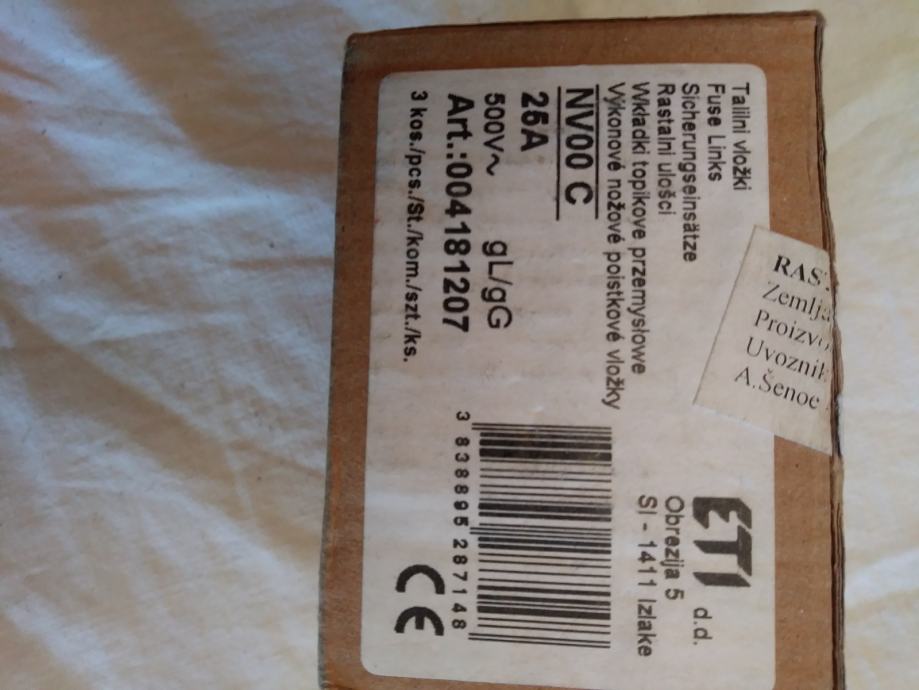 Talilni vložki
Fuse Links
Sicherungseinsätze
Rastalni ulošci
Wkładki topikove przemysłowe
Výkonové nožové poistkové vložky
NV00 C
25A
500V~ gL/gG
Art.:004181207
3 kos./pcs./St./kom./szt./ks.
ETI d.d.
Obrezija 5
SI - 1411 Izlake
3 838895 287148
CE
RAS
Zemlja
Proizvo
Uvoznik
A.Šenoe